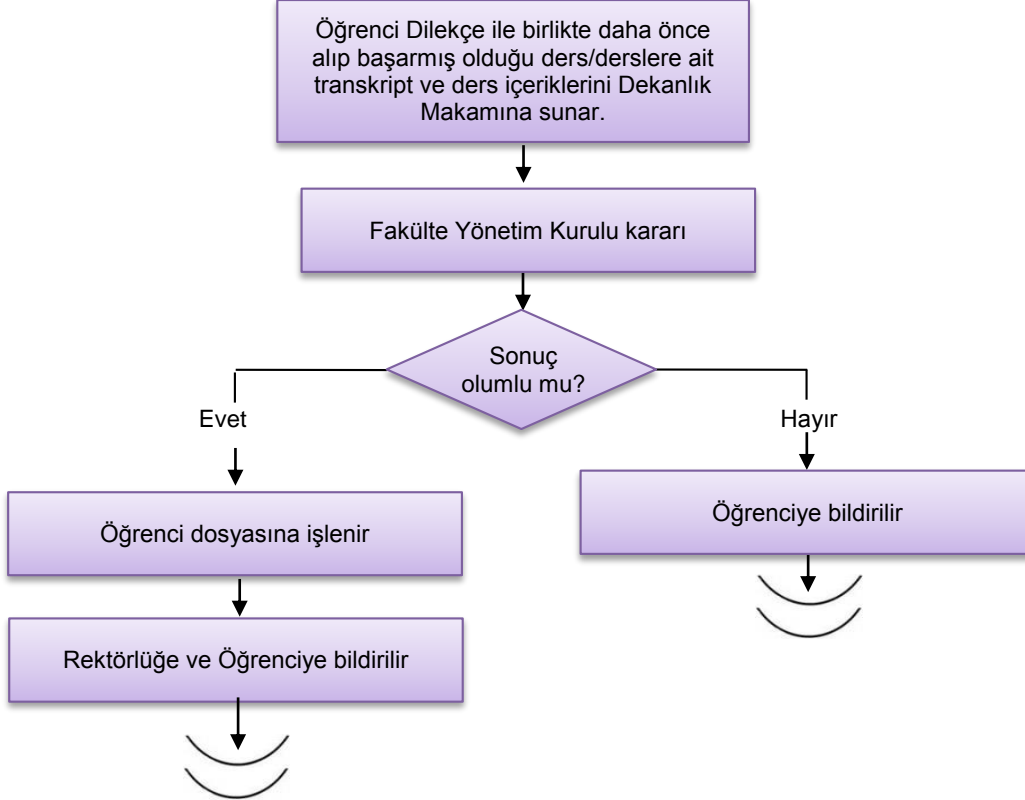 Öğrenci Dilekçe ile birlikte daha önce
alıp başarmış olduğu ders/derslere ait
transkript ve ders içeriklerini Dekanlık
Makamına sunar.
Fakülte Yönetim Kurulu kararı
Sonuç
olumlu mu?
Evet
Hayır
Öğrenci dosyasına işlenir
Öğrenciye bildirilir
Rektörlüğe ve Öğrenciye bildirilir